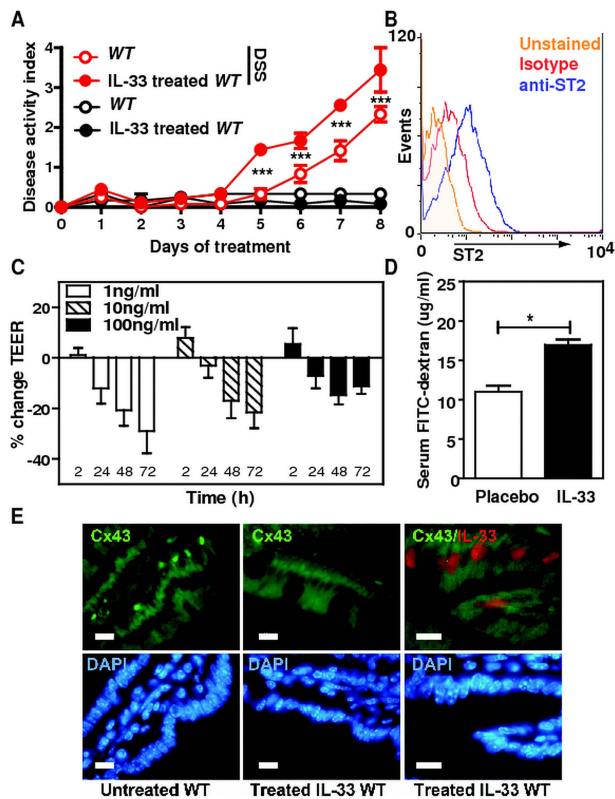 A
Disease activity index
4
3
2
1
0
WT
IL-33 treated WT
DSS
WT
IL-33 treated WT
***
***
***
***
0 1 2 3 4 5 6 7 8
Days of treatment
B
120
Events
0
Unstained
Isotype
anti-ST2
0
ST2
10⁴
C
% change TEER
20
0
-20
-40
1ng/ml
10ng/ml
100ng/ml
2 24 48 72 2 24 48 72 2 24 48 72
Time (h)
D
Serum FITC-dextran (ug/ml)
25
20
15
10
5
0
*
Placebo IL-33
E
Cx43 Cx43 Cx43/IL-33
DAPI DAPI DAPI
Untreated WT Treated IL-33 WT Treated IL-33 WT